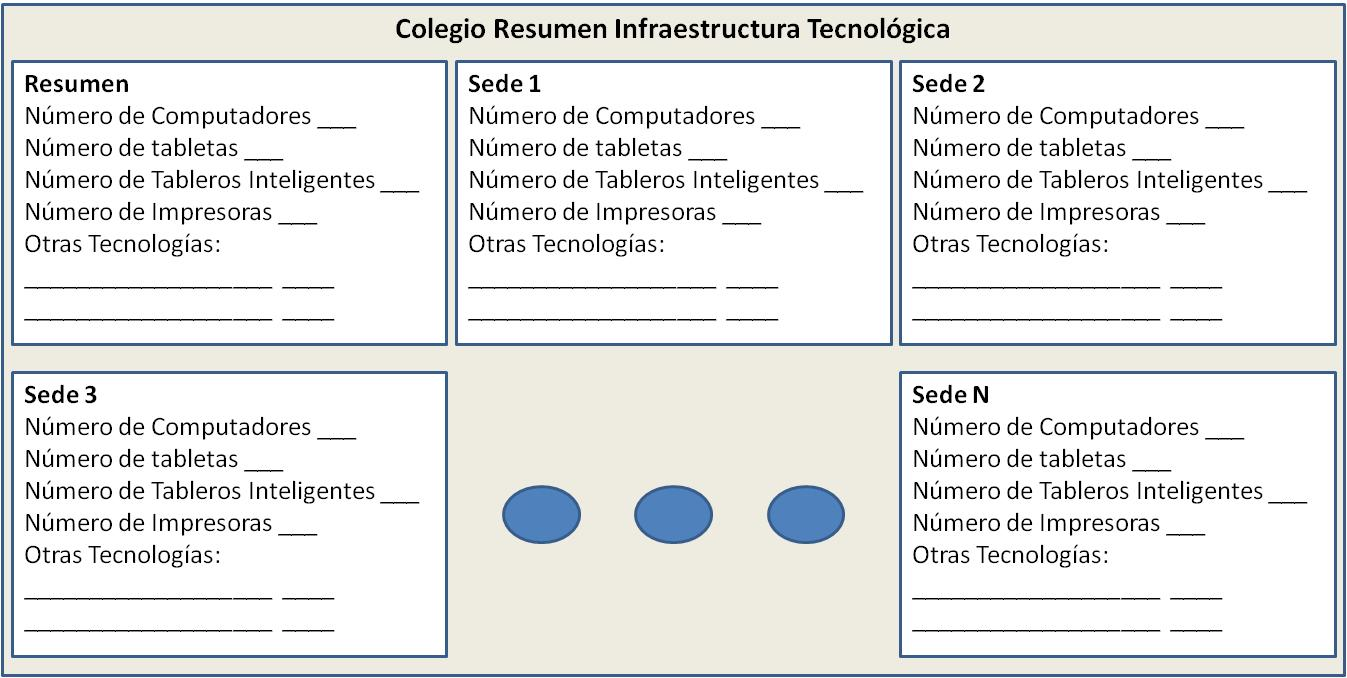 Colegio Resumen Infraestructura Tecnológica
Resumen
Número de Computadores ___
Número de tabletas ___
Número de Tableros Inteligentes ___
Número de Impresoras ___
Otras Tecnologías:
___________________ ____
___________________ ____
Sede 1
Número de Computadores ___
Número de tabletas ___
Número de Tableros Inteligentes ___
Número de Impresoras ___
Otras Tecnologías:
___________________ ____
___________________ ____
Sede 2
Número de Computadores ___
Número de tabletas ___
Número de Tableros Inteligentes ___
Número de Impresoras ___
Otras Tecnologías:
___________________ ____
___________________ ____
Sede 3
Número de Computadores ___
Número de tabletas ___
Número de Tableros Inteligentes ___
Número de Impresoras ___
Otras Tecnologías:
___________________ ____
___________________ ____
Sede N
Número de Computadores ___
Número de tabletas ___
Número de Tableros Inteligentes ___
Número de Impresoras ___
Otras Tecnologías:
___________________ ____
___________________ ____